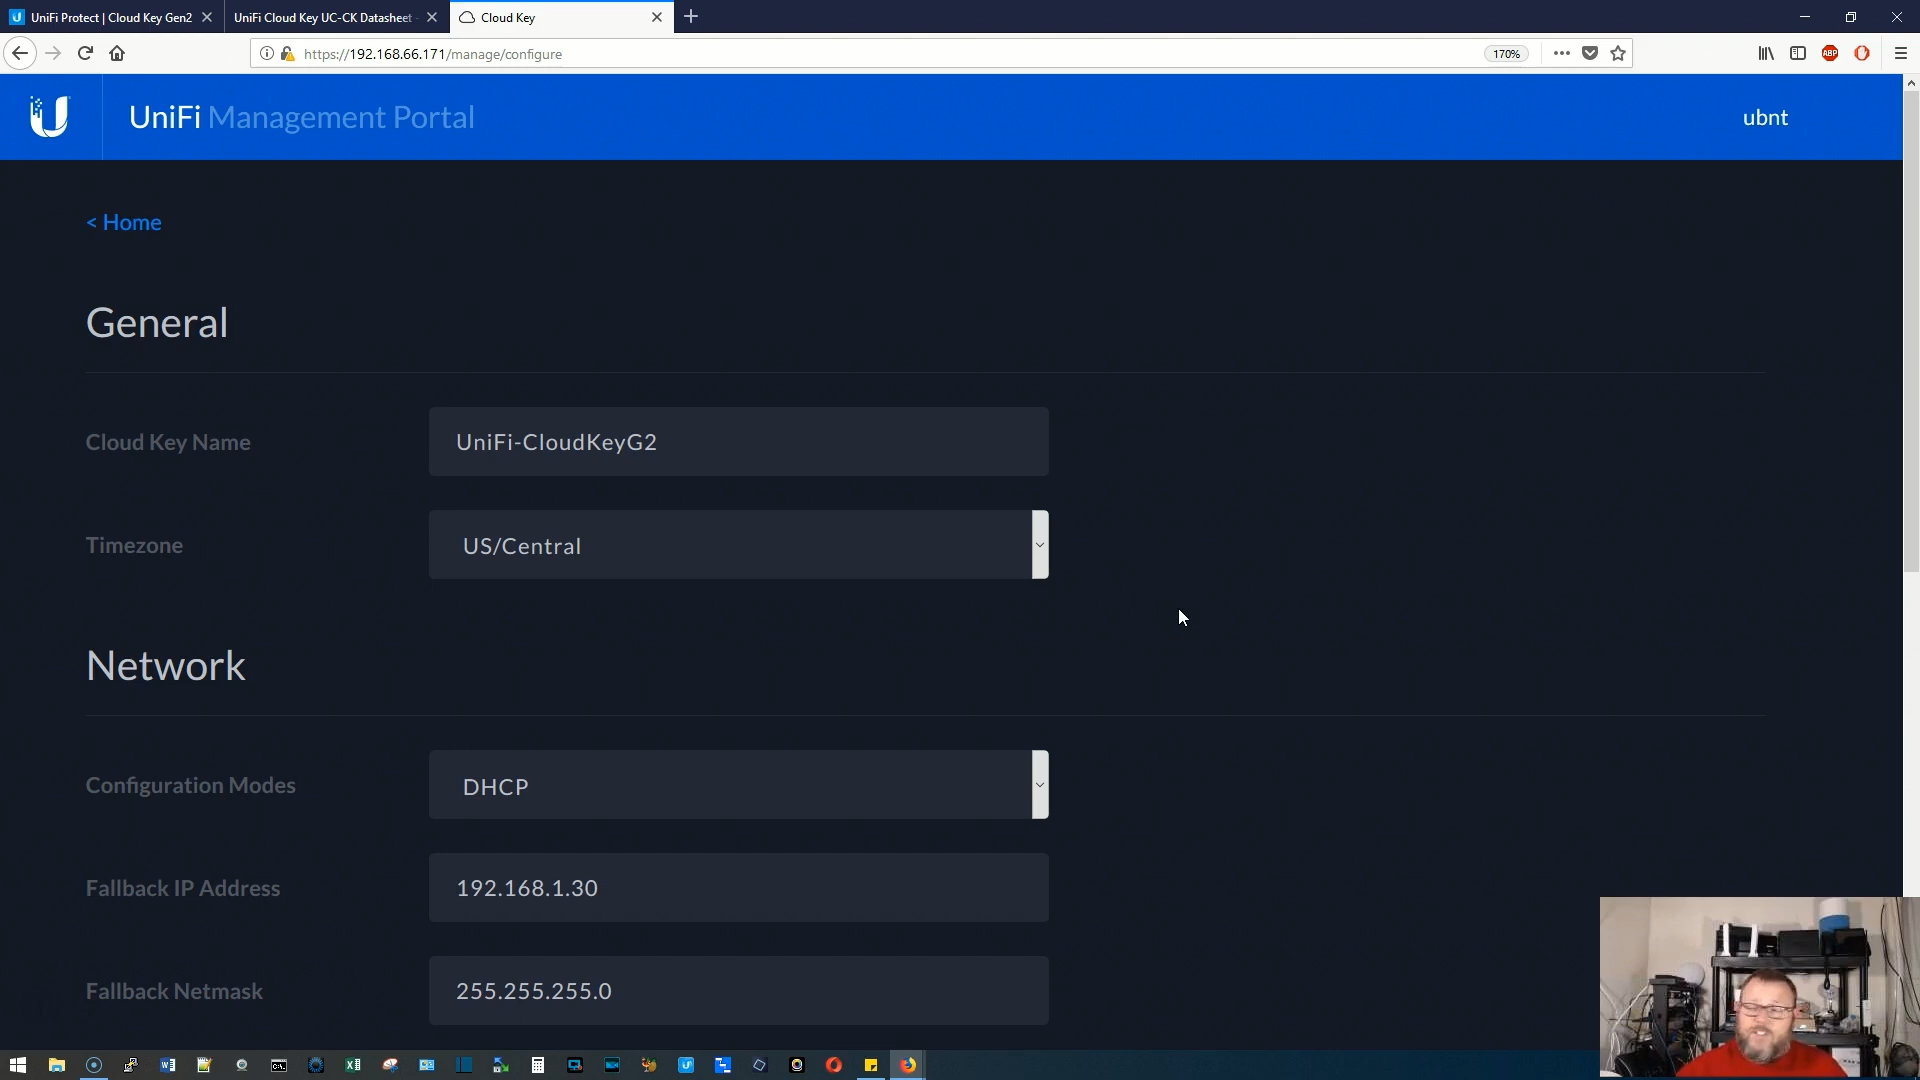 UniFi Protect | Cloud Key Gen2
UniFi Cloud Key UC-CK Datasheet -
Cloud Key
https://192.168.66.171/manage/configure
170%
ABP
UniFi Management Portal
ubnt
< Home
General
Cloud Key Name
UniFi-CloudKeyG2
Timezone
US/Central
Network
Configuration Modes
DHCP
Fallback IP Address
192.168.1.30
Fallback Netmask
255.255.255.0